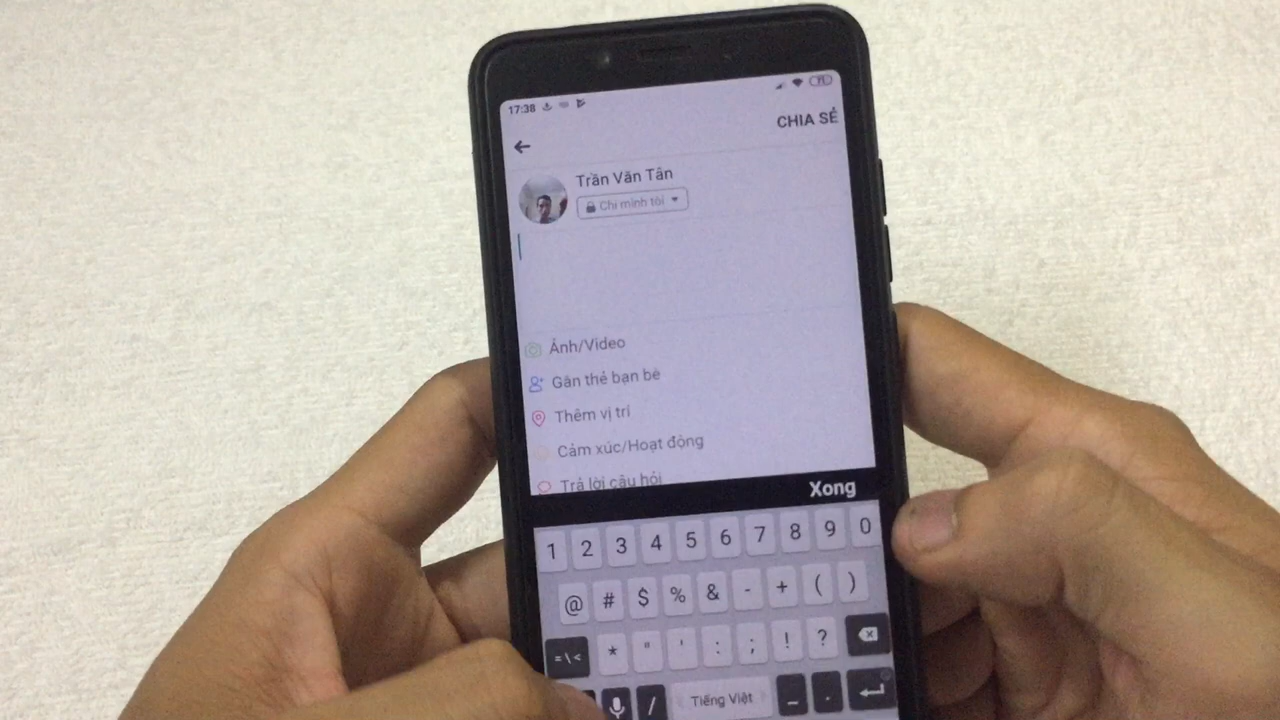 17:38
CHIA SẺ
Trần Văn Tân
Chỉ mình tôi
Ảnh/Video
Gắn thẻ bạn bè
Thêm vị trí
Cảm xúc/Hoạt động
Trả lời câu hỏi
Xong
1 2 3 4 5 6 7 8 9 0
@ # $ % & - + ( )
=\< * " ' : ; ! ?
/ Tiếng Việt _ .